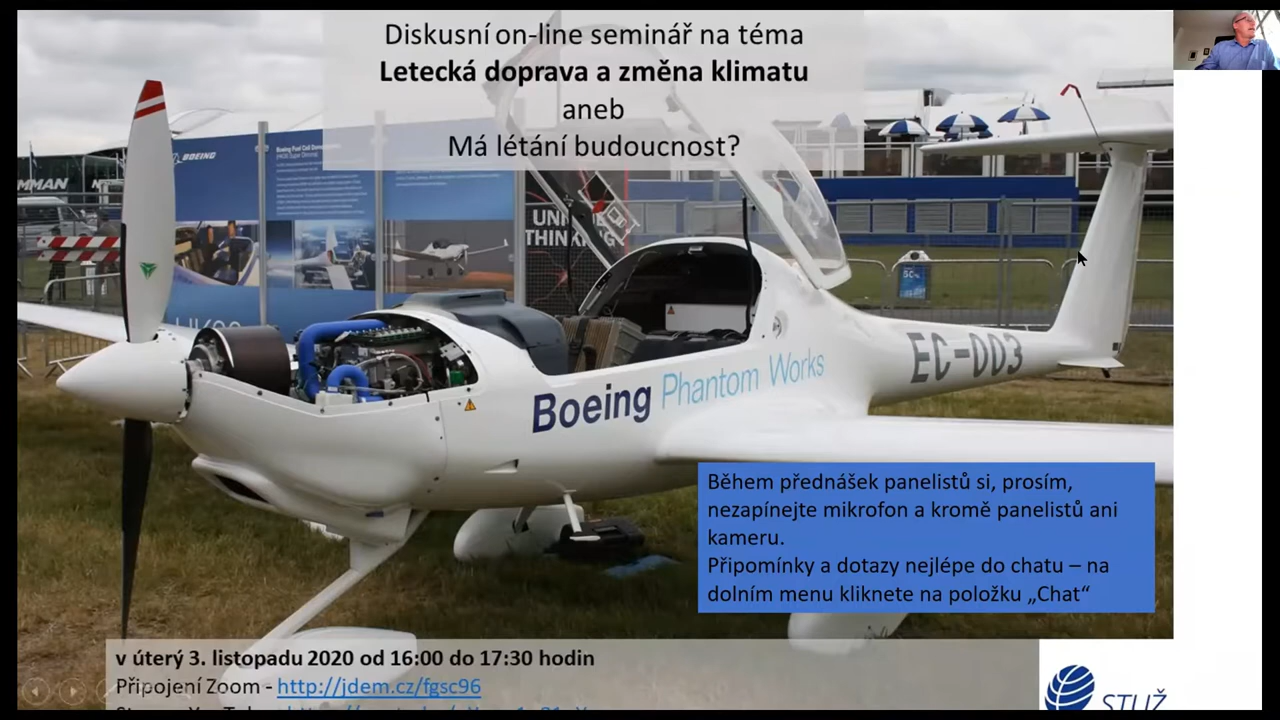 Diskusní on-line seminář na téma
Letecká doprava a změna klimatu
aneb
Má létání budoucnost?
BOEING
UNI
THINKING
Boeing Phantom Works
EC-003
Během přednášek panelistů si, prosím,
nezapínejte mikrofon a kromě panelistů ani
kameru.
Připomínky a dotazy nejlépe do chatu – na
dolním menu kliknete na položku „Chat“
v úterý 3. listopadu 2020 od 16:00 do 17:30 hodin
Připojení Zoom - http://jdem.cz/fgsc96
STUŽ